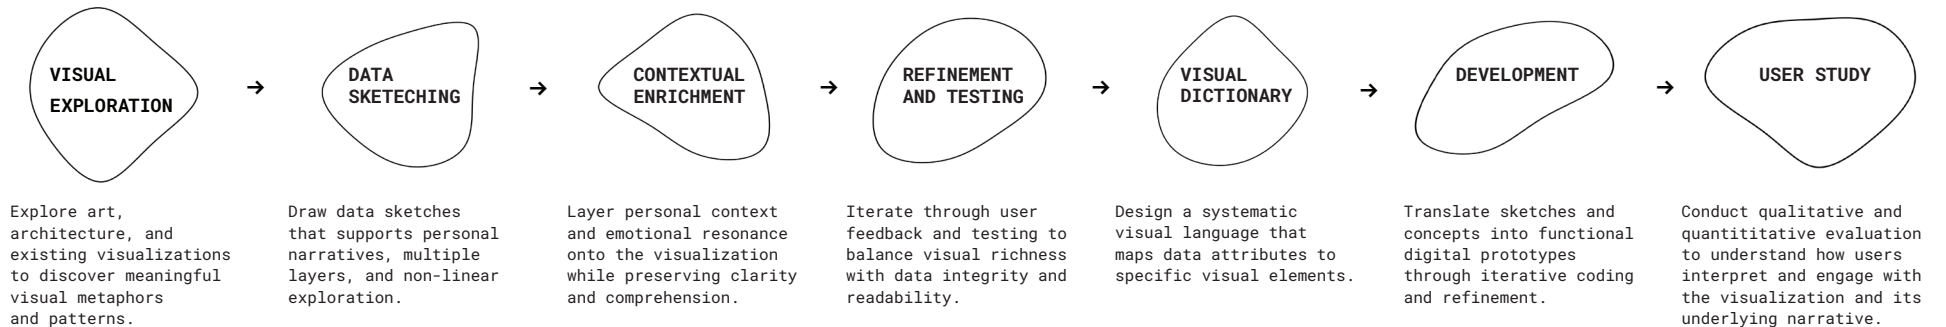 VISUAL
EXPLORATION
→
DATA
SKETECHING
→
CONTEXTUAL
ENRICHMENT
→
REFINEMENT
AND TESTING
→
VISUAL
DICTIONARY
→
DEVELOPMENT
→
USER STUDY
Explore art,
architecture, and
existing visualizations
to discover meaningful
visual metaphors
and patterns.
Draw data sketches
that supports personal
narratives, multiple
layers, and non-linear
exploration.
Layer personal context
and emotional resonance
onto the visualization
while preserving clarity
and comprehension.
Iterate through user
feedback and testing to
balance visual richness
with data integrity and
readability.
Design a systematic
visual language that
maps data attributes to
specific visual elements.
Translate sketches and
concepts into functional
digital prototypes
through iterative coding
and refinement.
Conduct qualitative and
quantititative evaluation
to understand how users
interpret and engage with
the visualization and its
underlying narrative.